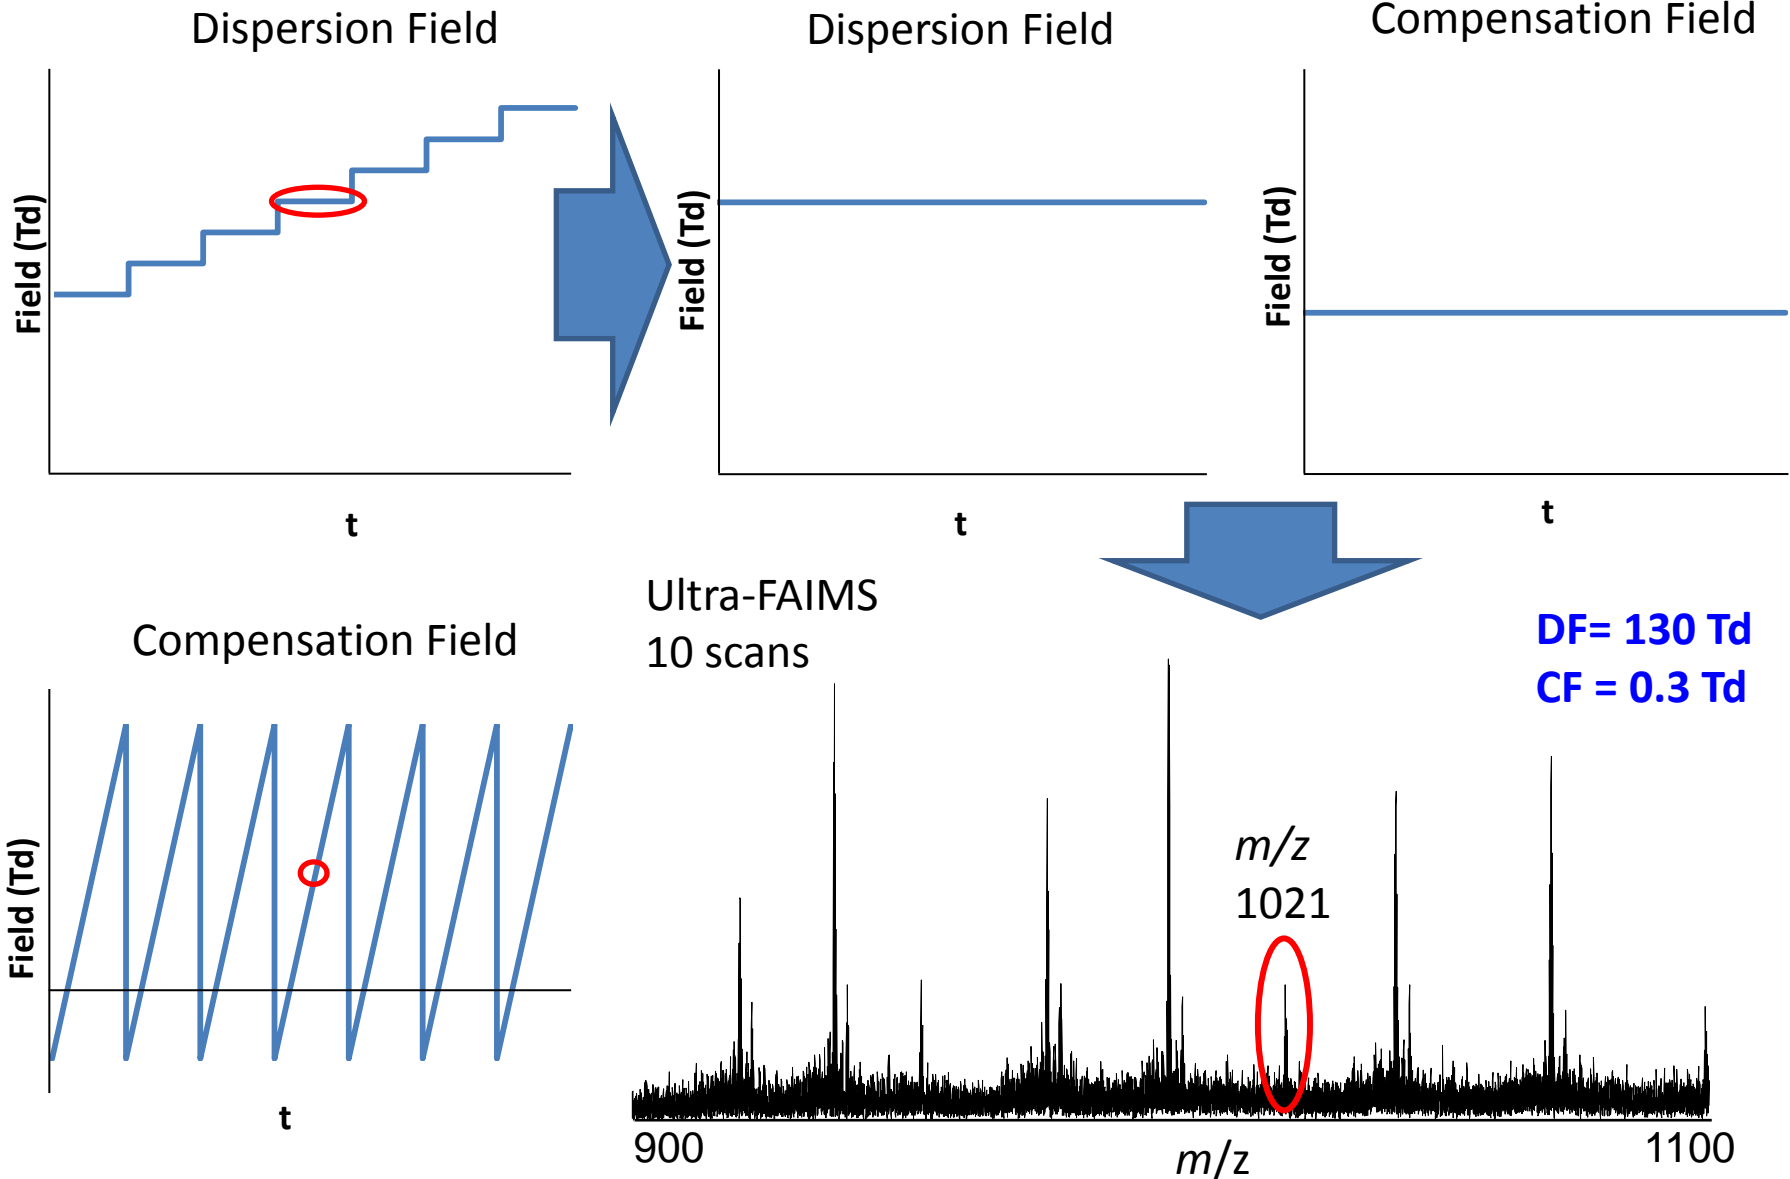 Dispersion Field
Field (Td)
t
Dispersion Field
Field (Td)
t
Compensation Field
Field (Td)
t
Compensation Field
Field (Td)
t
Ultra-FAIMS
10 scans
DF= 130 Td
CF = 0.3 Td
m/z
1021
900
m/z
1100